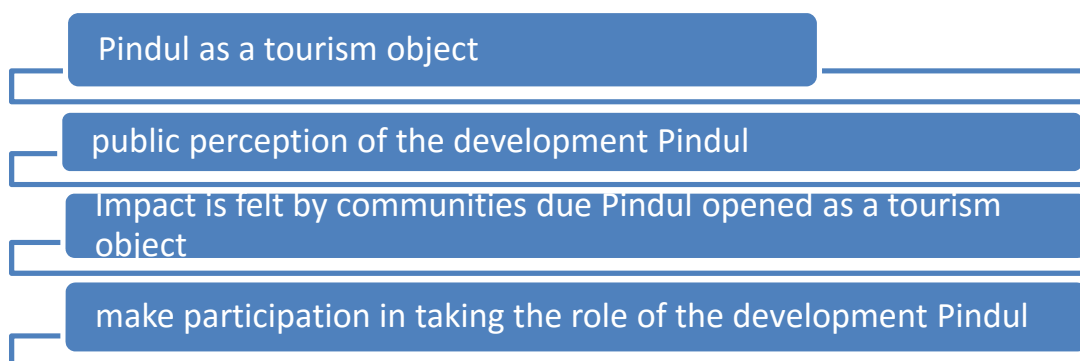 Pindul as a tourism object
public perception of the development Pindul
Impact is felt by communities due Pindul opened as a tourism
object
make participation in taking the role of the development Pindul